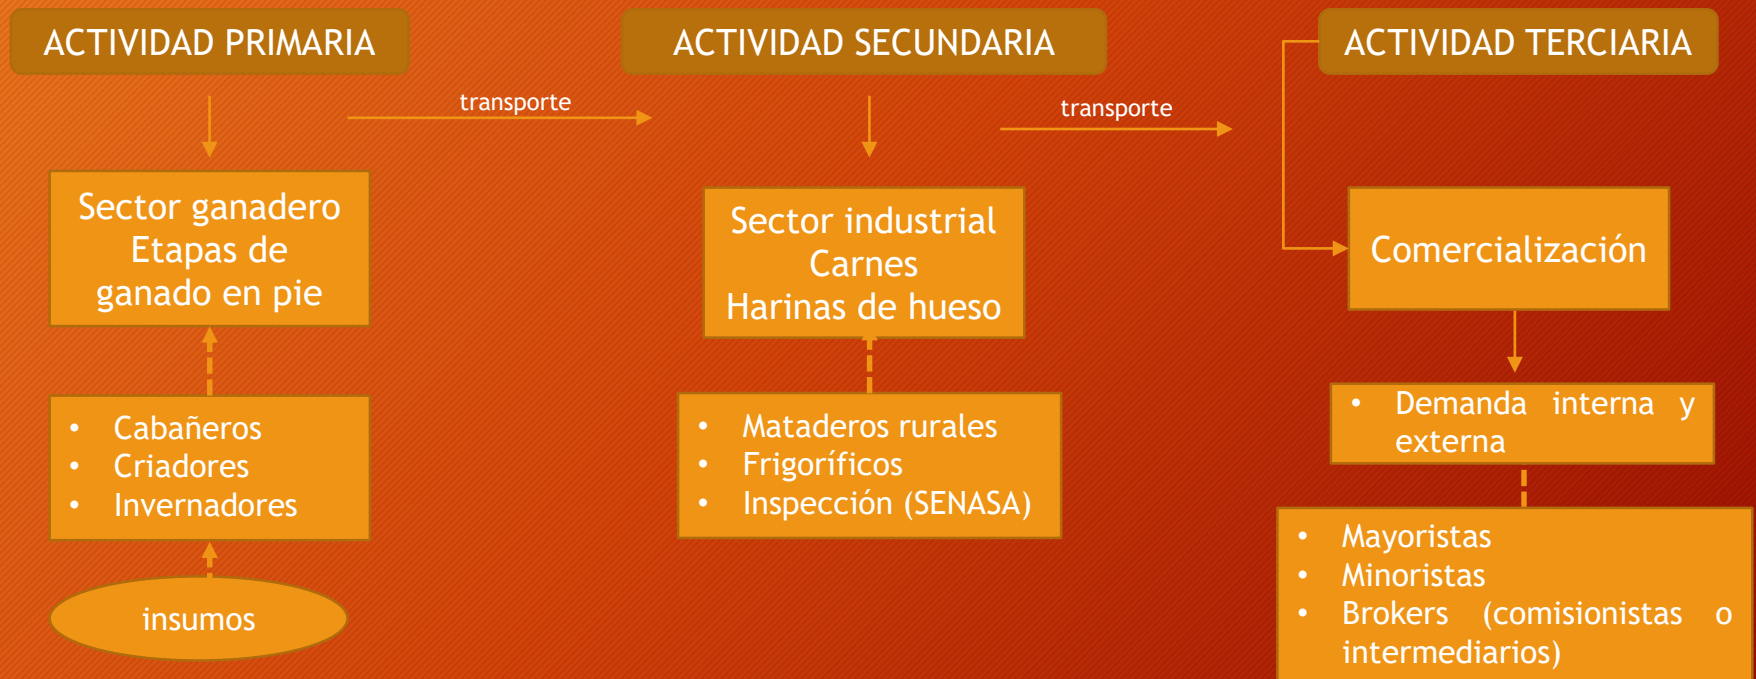 ACTIVIDAD PRIMARIA
transporte
ACTIVIDAD SECUNDARIA
transporte
ACTIVIDAD TERCIARIA
Sector ganadero
Etapas de
ganado en pie
Sector industrial
Carnes
Harinas de hueso
Comercialización
• Cabañeros
• Criadores
• Invernadores
• Mataderos rurales
• Frigoríficos
• Inspección (SENASA)
• Demanda interna y
externa
insumos
• Mayoristas
• Minoristas
• Brokers (comisionistas o
intermediarios)